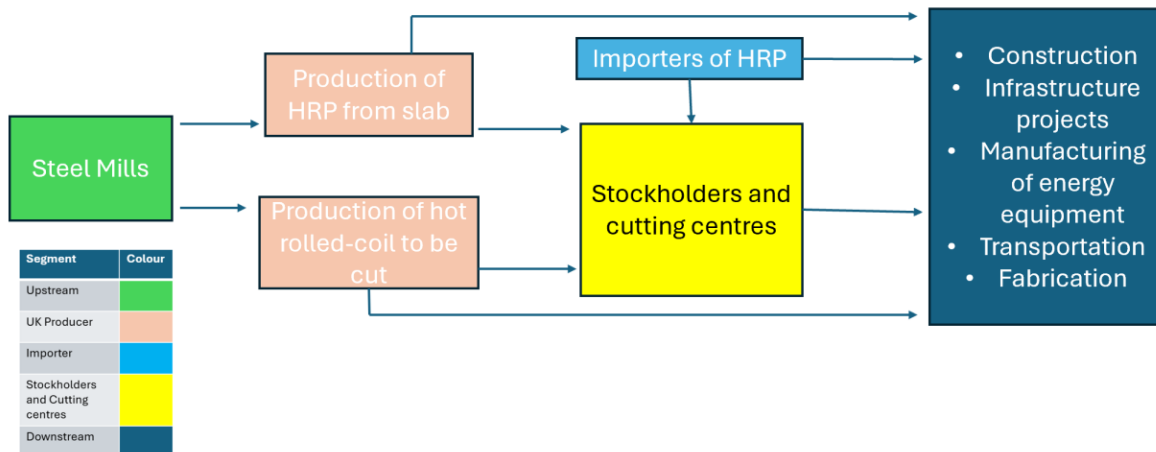 Steel Mills
Production of
HRP from slab
Production of hot
rolled-coil to be
cut
Importers of HRP
Stockholders and
cutting centres
• Construction
• Infrastructure
projects
• Manufacturing
of energy
equipment
• Transportation
• Fabrication
Segment Colour
Upstream
UK Producer
Importer
Stockholders
and Cutting
centres
Downstream